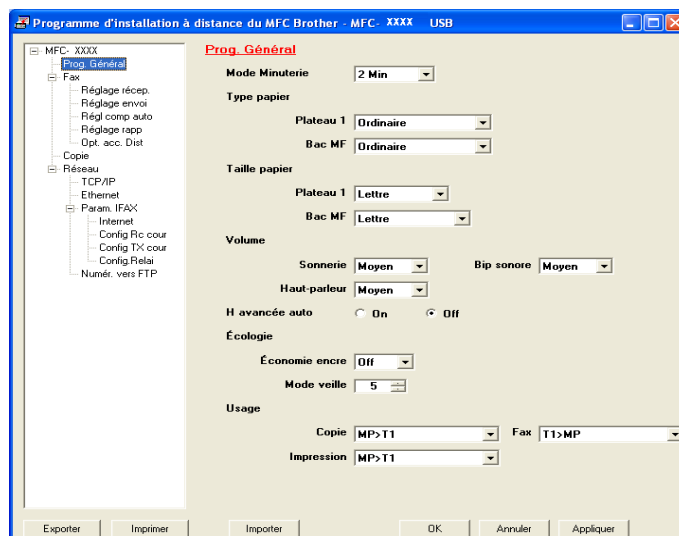 Programme d'installation à distance du MFC Brother - MFC- XXXX USB
MFC- XXXX
Prog. Général
Fax
Réglage récep.
Réglage envoi
Régl comp auto
Réglage rapp
Opt. acc. Dist
Copie
Réseau
TCP/IP
Ethernet
Param. IFAX
Internet
Config Rc cour
Config TX cour
Config.Relai
Numér. vers FTP
Prog. Général
Mode Minuterie 2 Min
Type papier
Plateau 1 Ordinaire
Bac MF Ordinaire
Taille papier
Plateau 1 Lettre
Bac MF Lettre
Volume
Sonnerie Moyen Bip sonore Moyen
Haut-parleur Moyen
H avancée auto On Off
Écologie
Économie encre Off
Mode veille 5
Usage
Copie MP>T1 Fax T1>MP
Impression MP>T1
Exporter Imprimer Importer OK Annuler Appliquer